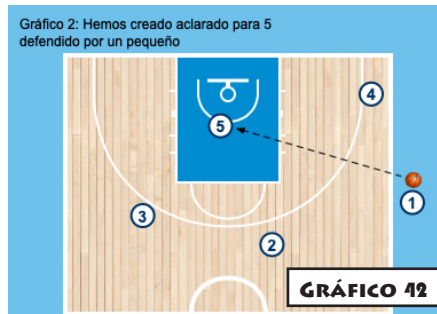 Gráfico 2: Hemos creado aclarado para 5
defendido por un pequeño
4
5
1
3
2
GRÁFICO 42